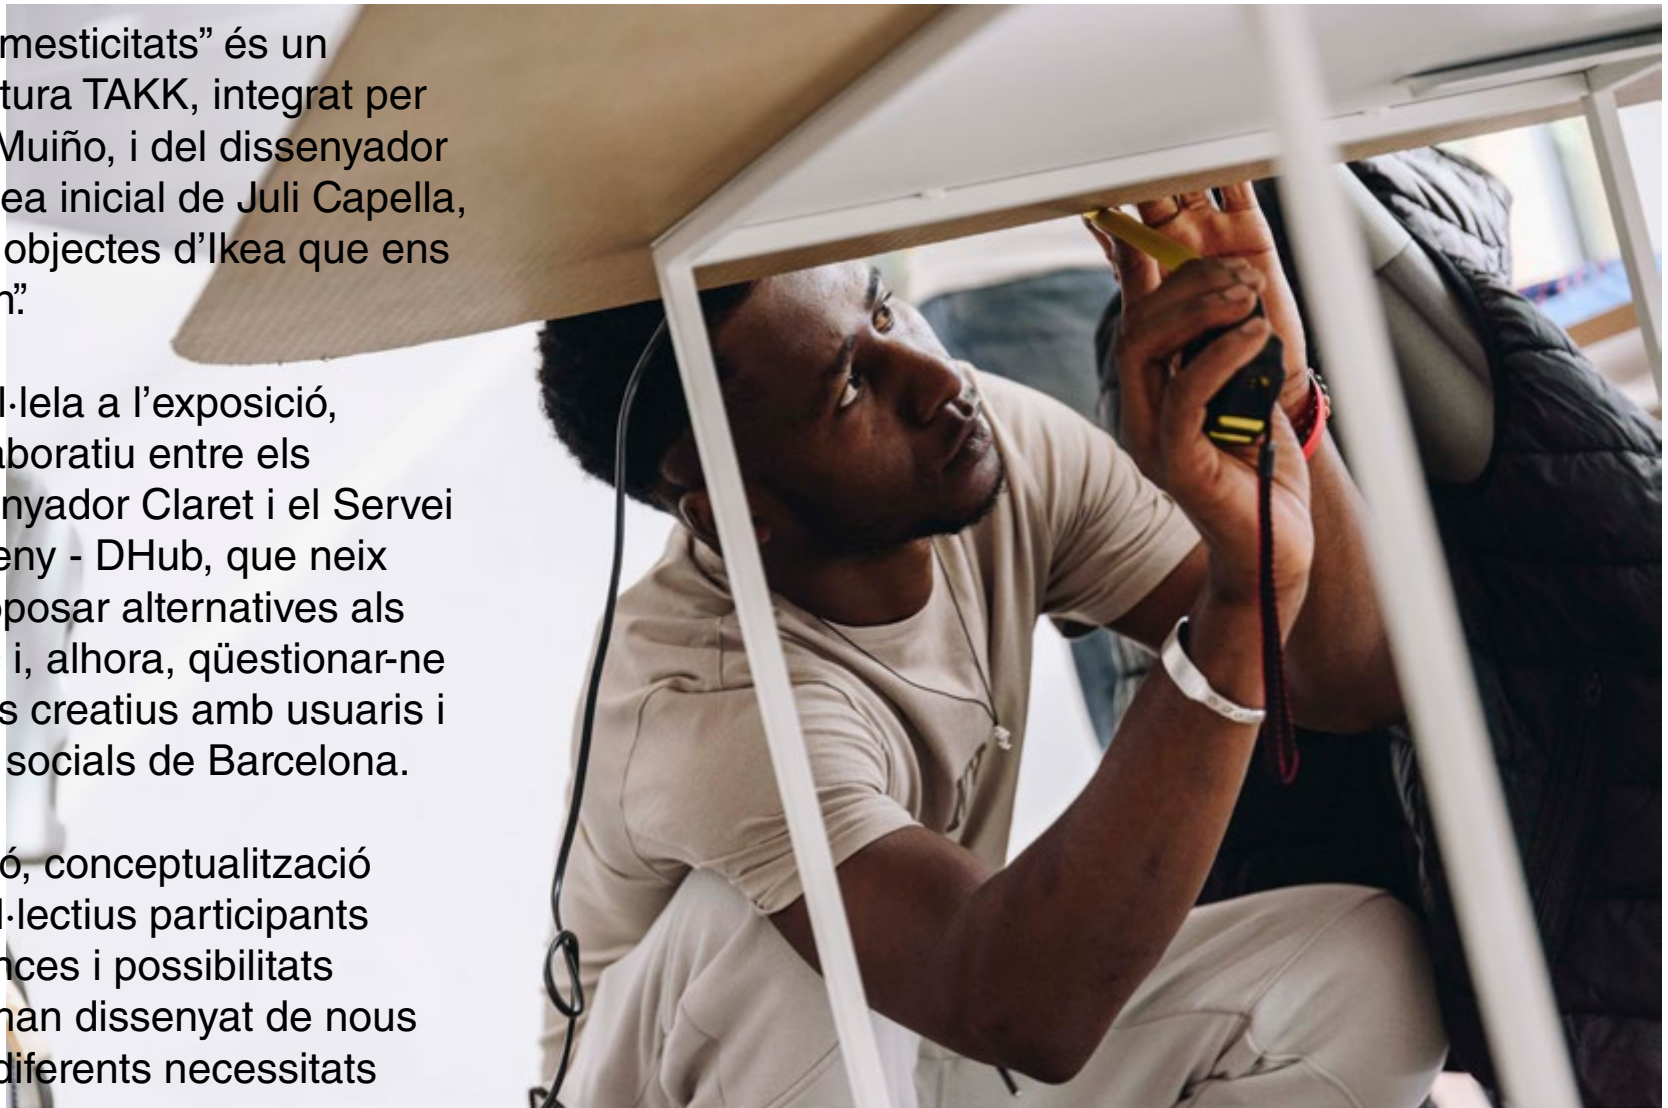 mesticitats” és un
tura TAKK, integrat per
Muiño, i del dissenyador
ea inicial de Juli Capella,
objectes d’Ikea que ens
n”.
l·lela a l’exposició,
aboratiu entre els
nyador Claret i el Servei
eny - DHub, que neix
oposar alternatives als
i, alhora, qüestionar-ne
s creatius amb usuaris i
socials de Barcelona.
ó, conceptualització
l·lectius participants
nces i possibilitats
han dissenyat de nous
diferents necessitats